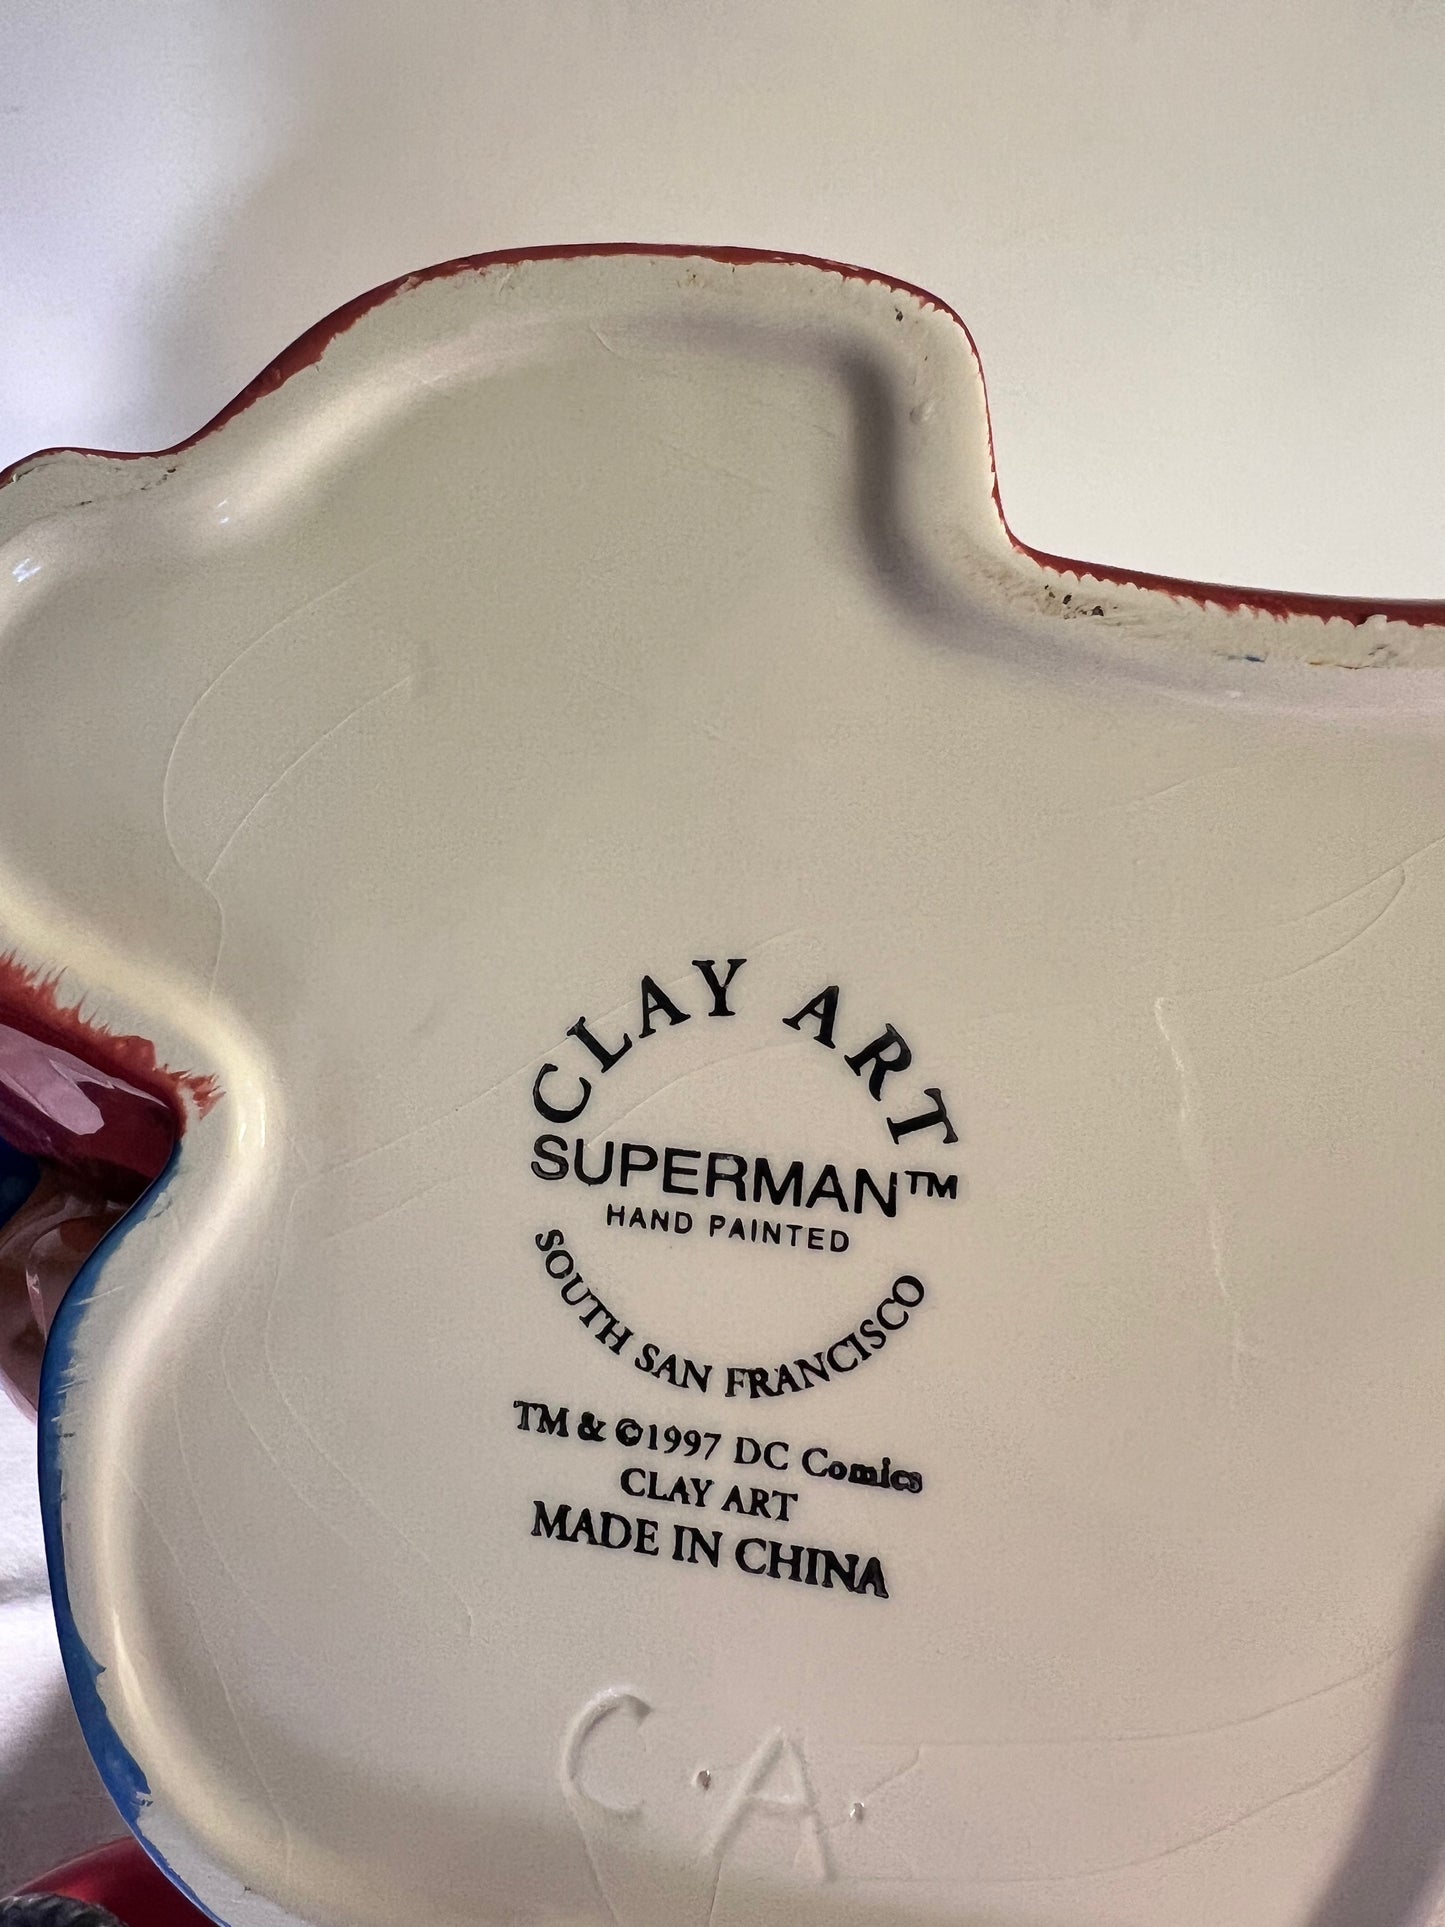 CLAY ART
SUPERMAN™
HAND PAINTED
SOUTH SAN FRANCISCO
TM & ©1997 DC Comics
CLAY ART
MADE IN CHINA
C.A.